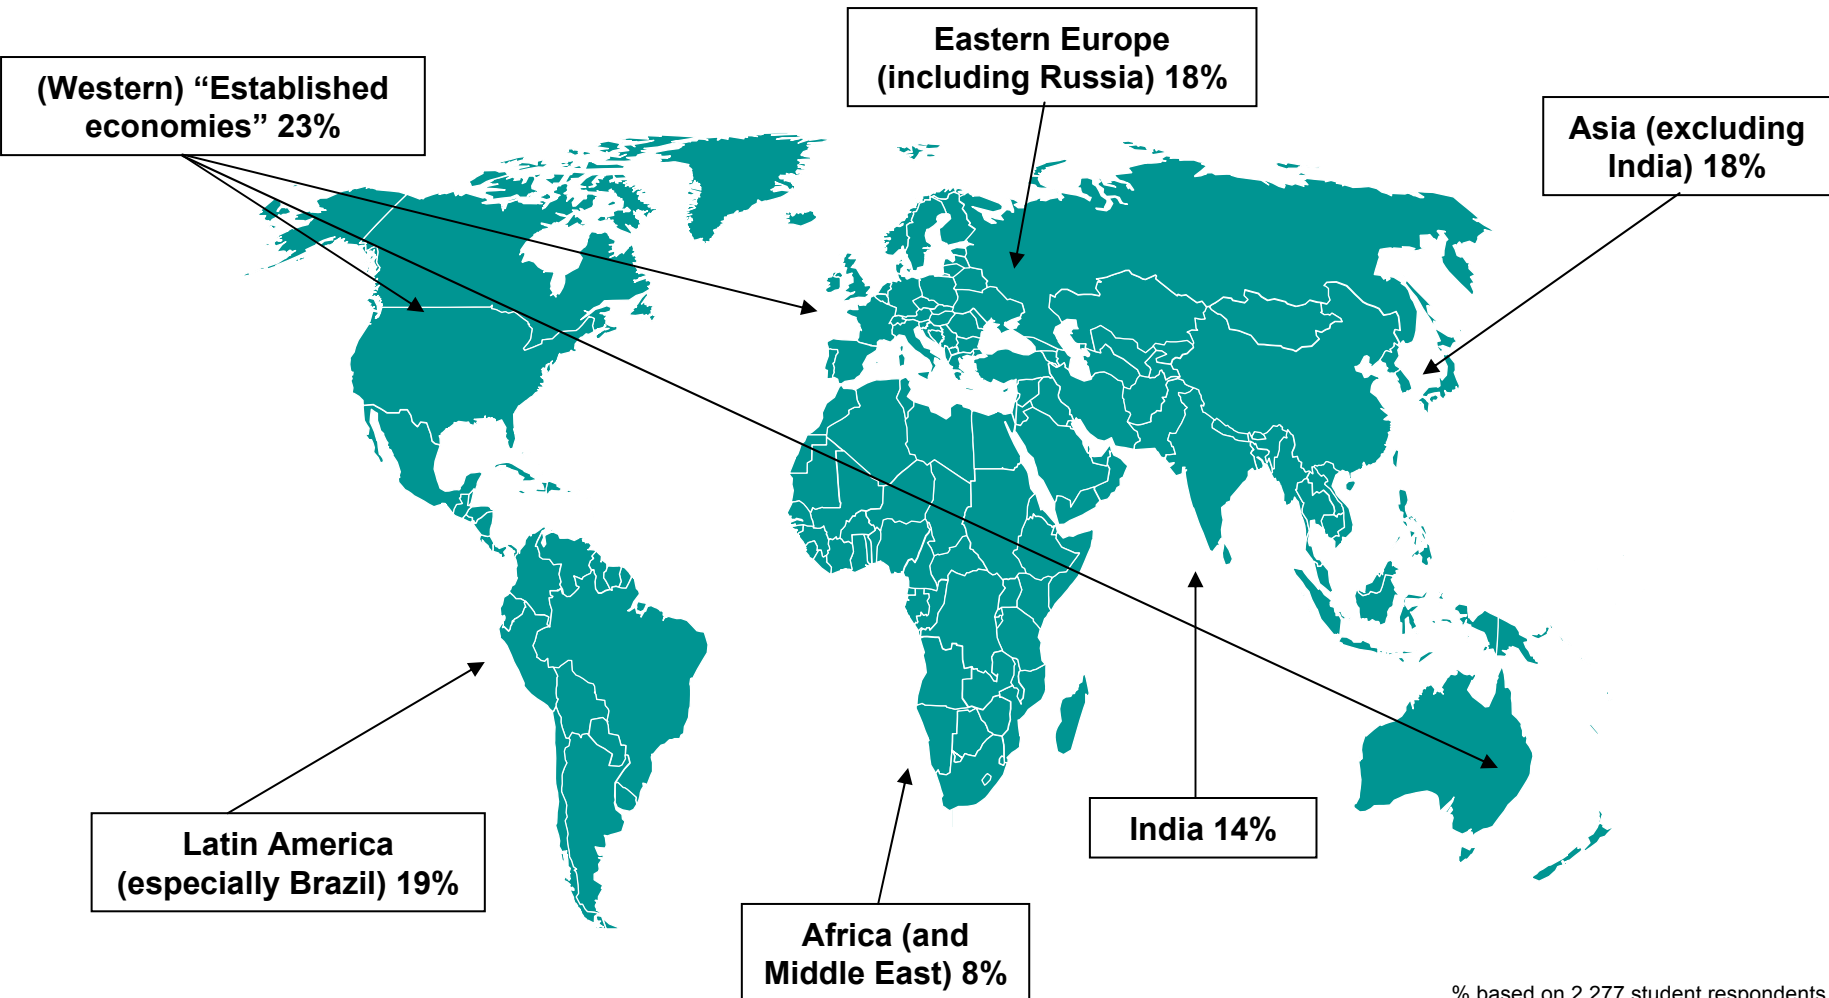 Eastern Europe
(including Russia) 18%
(Western) “Established
economies” 23%
Asia (excluding
India) 18%
India 14%
Latin America
(especially Brazil) 19%
Africa (and
Middle East) 8%
% based on 2,277 student respondents